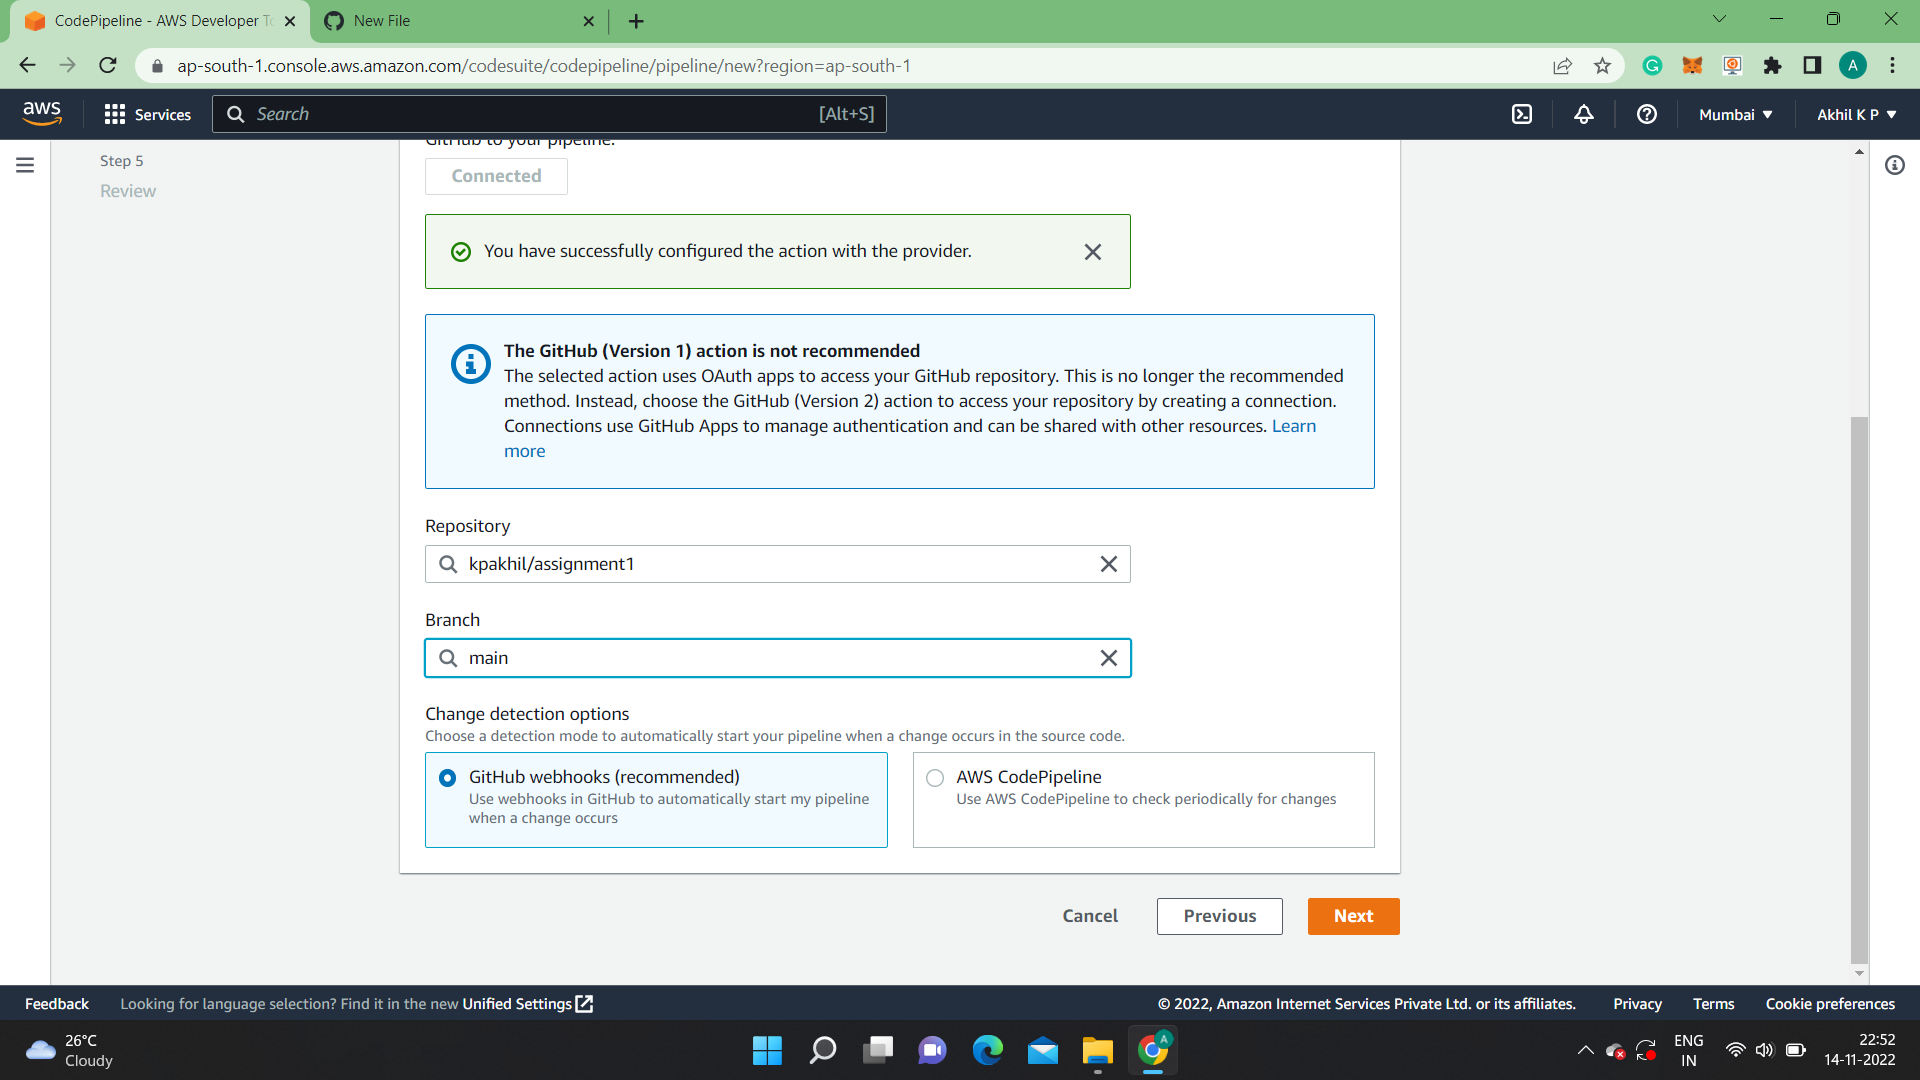 CodePipeline - AWS Developer To
New File
ap-south-1.console.aws.amazon.com/codesuite/codepipeline/pipeline/new?region=ap-south-1
A
aws
Services
Search
[Alt+S]
Mumbai
Akhil K P
Step 5
Review
GitHub to your pipeline.
Connected
You have successfully configured the action with the provider.
The GitHub (Version 1) action is not recommended
The selected action uses OAuth apps to access your GitHub repository. This is no longer the recommended
method. Instead, choose the GitHub (Version 2) action to access your repository by creating a connection.
Connections use GitHub Apps to manage authentication and can be shared with other resources. Learn
more
Repository
kpakhil/assignment1
Branch
main
Change detection options
Choose a detection mode to automatically start your pipeline when a change occurs in the source code.
GitHub webhooks (recommended)
Use webhooks in GitHub to automatically start my pipeline
when a change occurs
AWS CodePipeline
Use AWS CodePipeline to check periodically for changes
Cancel
Previous
Next
Feedback
Looking for language selection? Find it in the new Unified Settings
© 2022, Amazon Internet Services Private Ltd. or its affiliates.
Privacy
Terms
Cookie preferences
26°C
Cloudy
A
ENG
IN
22:52
14-11-2022